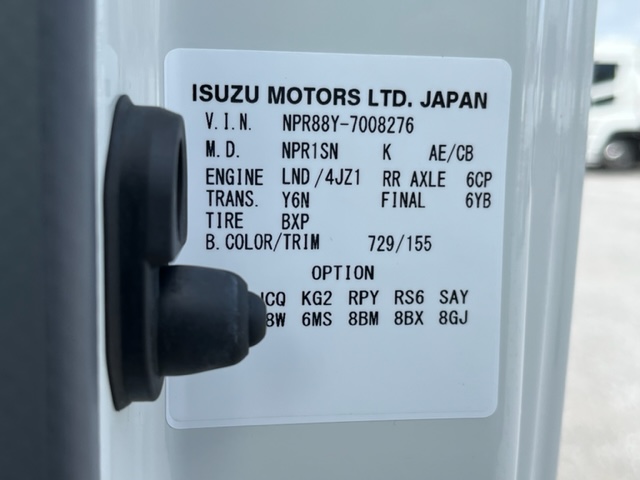 ISUZU MOTORS LTD. JAPAN
V.I.N. NPR88Y-7008276
M.D. NPR1SN K AE/CB
ENGINE LND/4JZ1 RR AXLE 6CP
TRANS. Y6N FINAL 6YB
TIRE BXP
B.COLOR/TRIM 729/155
OPTION
KG2 RPY RS6 SAY
6MS 8BM 8BX 8GJ